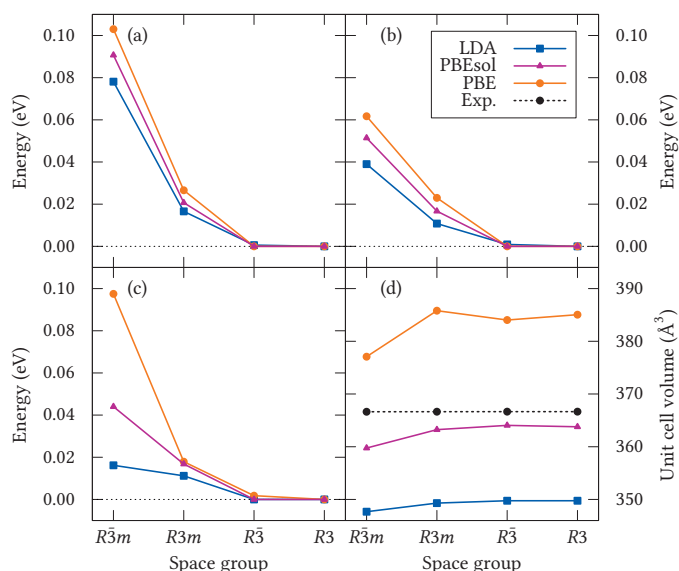 0.10
0.08
0.06
0.04
0.02
0.00
Energy (eV)
(a)
(b)
LDA
PBEsol
PBE
Exp.
0.10
0.08
0.06
0.04
0.02
0.00
Energy (eV)
0.10
0.08
0.06
0.04
0.02
0.00
Energy (eV)
(c)
(d)
390
380
370
360
350
Unit cell volume (Å³)
R3̄m
R3m
R3̄
R3
Space group
R3̄m
R3m
R3̄
R3
Space group